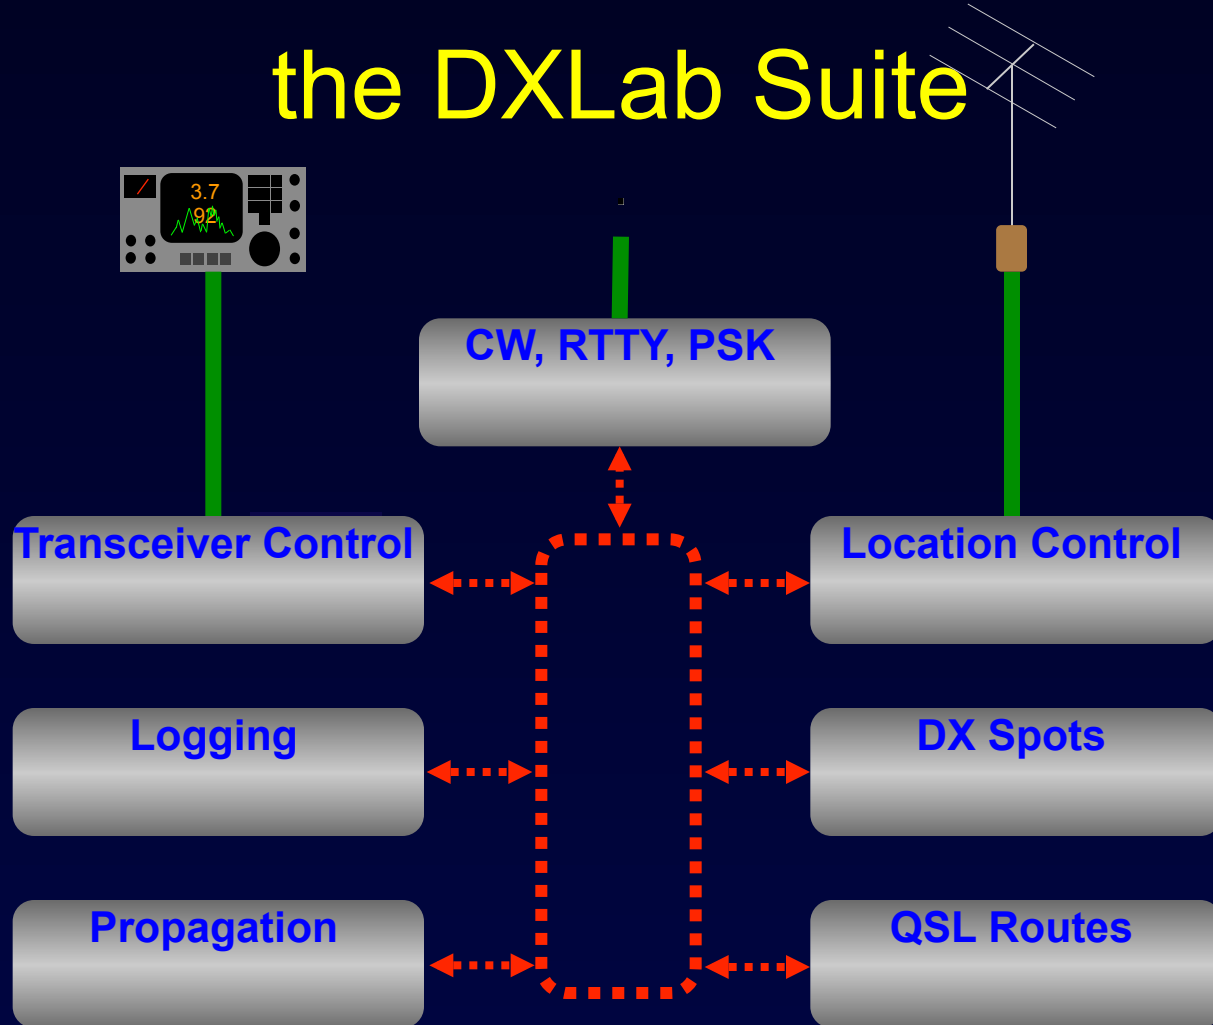 the DXLab Suite
3.7
92
CW, RTTY, PSK
Transceiver Control
Location Control
Logging
DX Spots
Propagation
QSL Routes